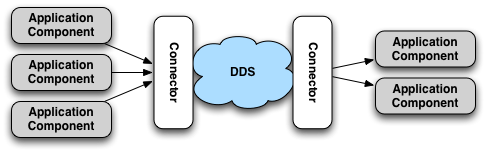 Application
Component
Application
Component
Application
Component
Connector
DDS
Connector
Application
Component
Application
Component